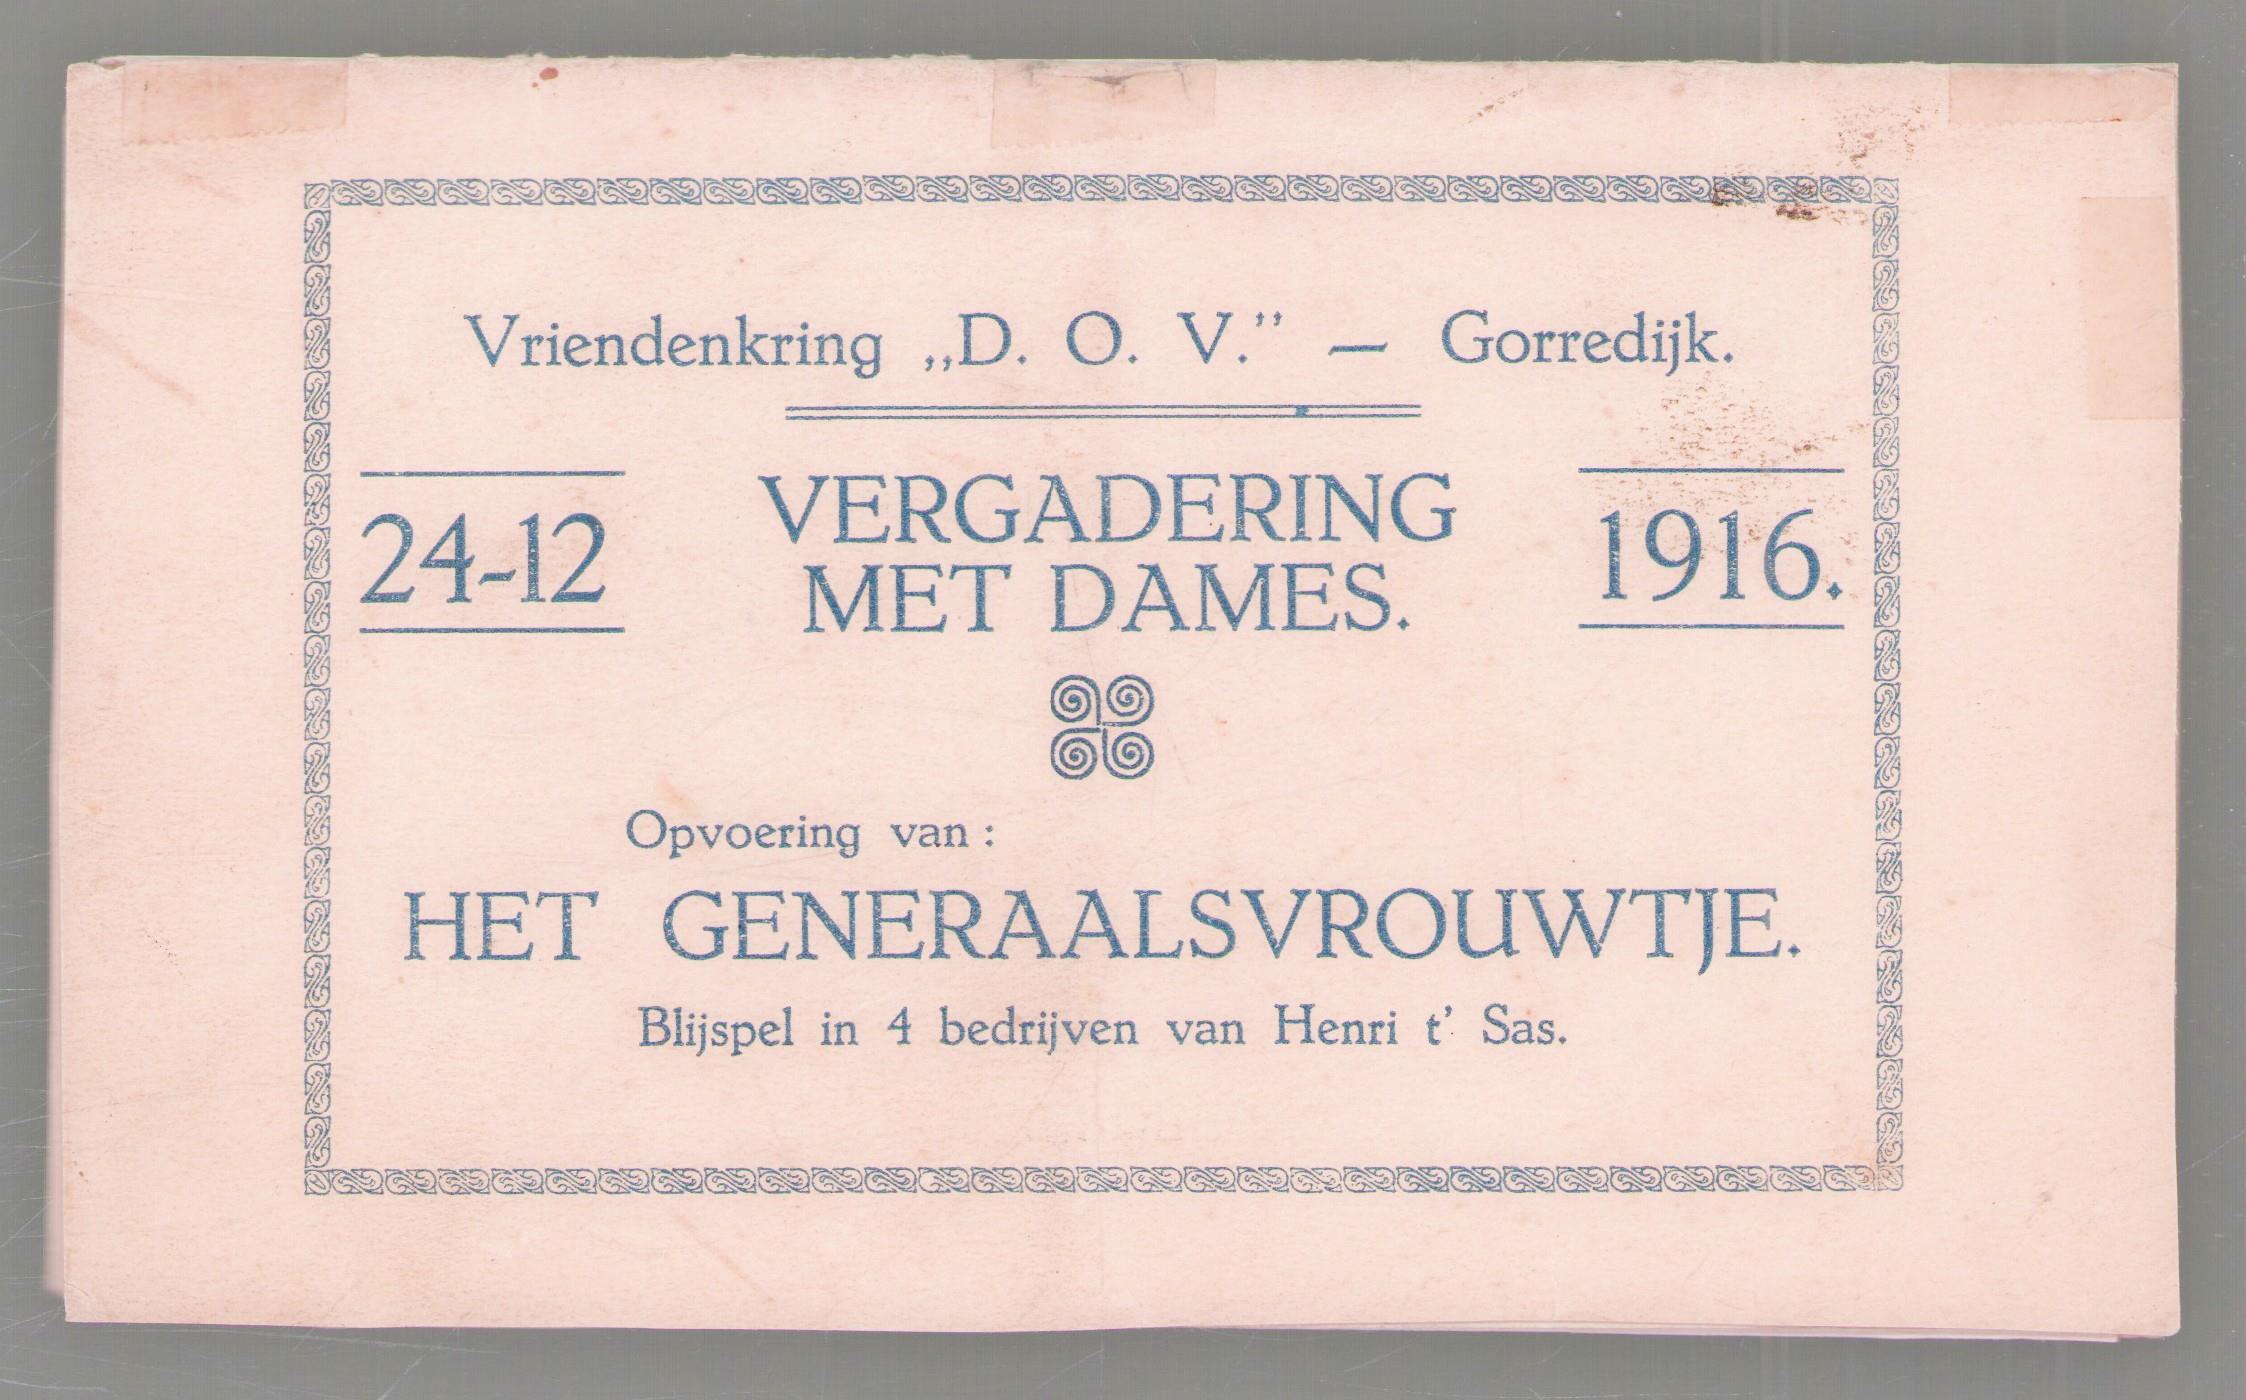 Vriendenkring „D. O. V.” — Gorredijk.
24-12
VERGADERING
MET DAMES.
1916.
Opvoering van :
HET GENERAALSVROUWTJE.
Blijspel in 4 bedrijven van Henri t' Sas.